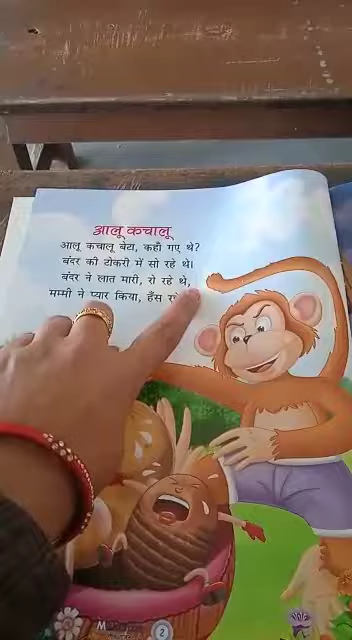 आलू कचालू
आलू कचालू बेटा, कहाँ गए थे?
बंदर की टोकरी में सो रहे थे।
बंदर ने लात मारी, रो रहे थे,
मम्मी ने प्यार किया, हँस
2